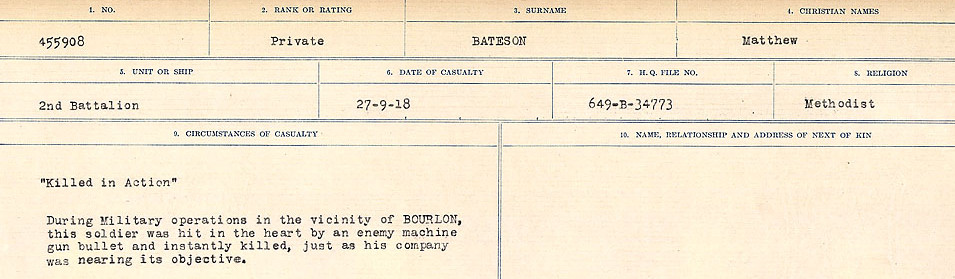 1. NO. 2. RANK OR RATING 3. SURNAME 4. CHRISTIAN NAMES
455908 Private BATESON Matthew
5. UNIT OR SHIP 6. DATE OF CASUALTY 7. H.Q. FILE NO. 8. RELIGION
2nd Battalion 27-9-18 649-B-34773 Methodist
9. CIRCUMSTANCES OF CASUALTY 10. NAME, RELATIONSHIP AND ADDRESS OF NEXT OF KIN
"Killed in Action"
During Military operations in the vicinity of BOURLON,
this soldier was hit in the heart by an enemy machine
gun bullet and instantly killed, just as his company
was nearing its objective.